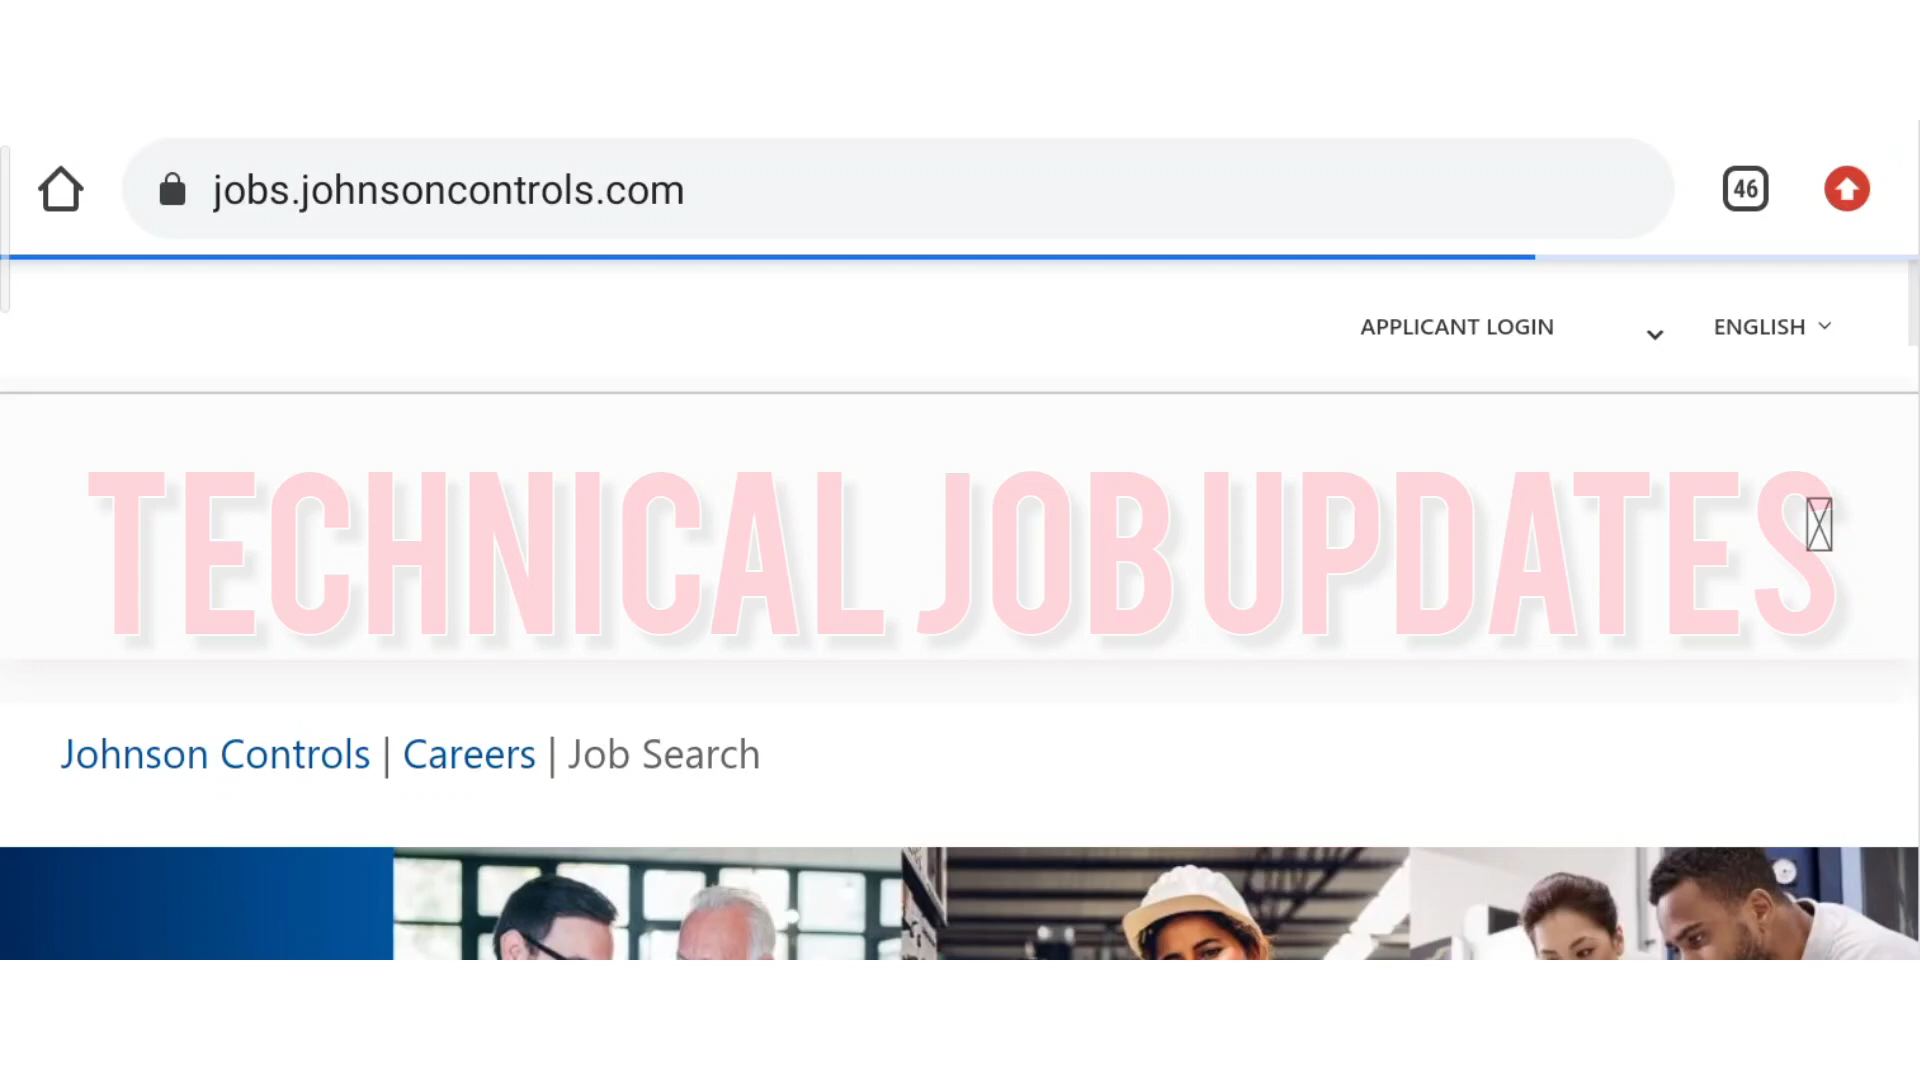 jobs.johnsoncontrols.com
46
APPLICANT LOGIN
ENGLISH
TECHNICAL JOB UPDATES
Johnson Controls | Careers | Job Search